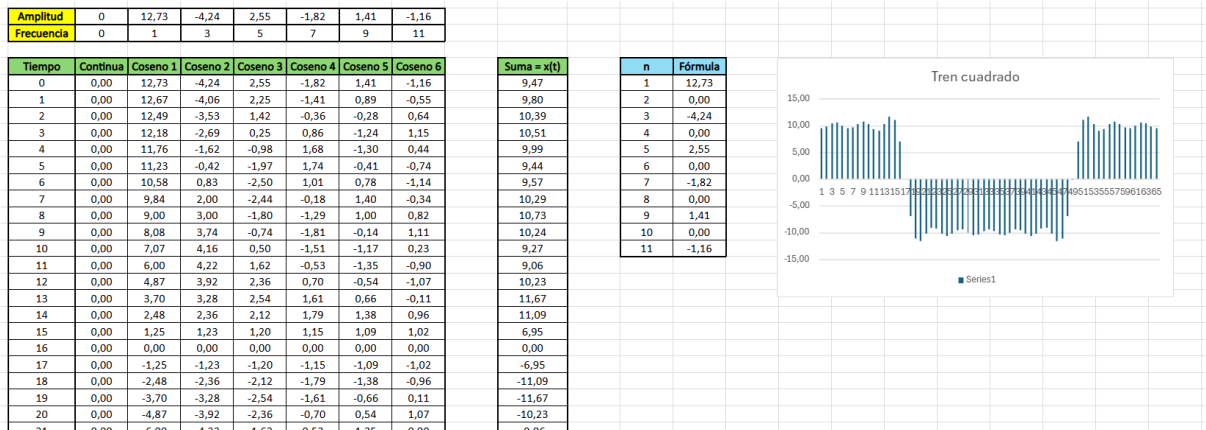 Amplitud 0 12,73 -4,24 2,55 -1,82 1,41 -1,16
Frecuencia 0 1 3 5 7 9 11
Tiempo Continua Coseno 1 Coseno 2 Coseno 3 Coseno 4 Coseno 5 Coseno 6 Suma = x(t)
0 0,00 12,73 -4,24 2,55 -1,82 1,41 -1,16 9,47
1 0,00 12,67 -4,06 2,25 -1,41 0,89 -0,55 9,80
2 0,00 12,49 -3,53 1,42 -0,36 -0,28 0,64 10,39
3 0,00 12,18 -2,69 0,25 0,86 -1,24 1,15 10,51
4 0,00 11,76 -1,62 -0,98 1,68 -1,30 0,44 9,99
5 0,00 11,23 -0,42 -1,97 1,74 -0,41 -0,74 9,44
6 0,00 10,58 0,83 -2,50 1,01 0,78 -1,14 9,57
7 0,00 9,84 2,00 -2,44 -0,18 1,40 -0,34 10,29
8 0,00 9,00 3,00 -1,80 -1,29 1,00 0,82 10,73
9 0,00 8,08 3,74 -0,74 -1,81 -0,14 1,11 10,24
10 0,00 7,07 4,16 0,50 -1,51 -1,17 0,23 9,27
11 0,00 6,00 4,22 1,62 -0,53 -1,35 -0,90 9,06
12 0,00 4,87 3,92 2,36 0,70 -0,54 -1,07 10,23
13 0,00 3,70 3,28 2,54 1,61 0,66 -0,11 11,67
14 0,00 2,48 2,36 2,12 1,79 1,38 0,96 11,09
15 0,00 1,25 1,23 1,20 1,15 1,09 1,02 6,95
16 0,00 0,00 0,00 0,00 0,00 0,00 0,00 0,00
17 0,00 -1,25 -1,23 -1,20 -1,15 -1,09 -1,02 -6,95
18 0,00 -2,48 -2,36 -2,12 -1,79 -1,38 -0,96 -11,09
19 0,00 -3,70 -3,28 -2,54 -1,61 -0,66 0,11 -11,67
20 0,00 -4,87 -3,92 -2,36 -0,70 0,54 1,07 -10,23
n Fórmula
1 12,73
2 0,00
3 -4,24
4 0,00
5 2,55
6 0,00
7 -1,82
8 0,00
9 1,41
10 0,00
11 -1,16
Tren cuadrado
15,00
10,00
5,00
0,00
-5,00
-10,00
-15,00
1 3 5 7 9 11 13 15 17
Series1